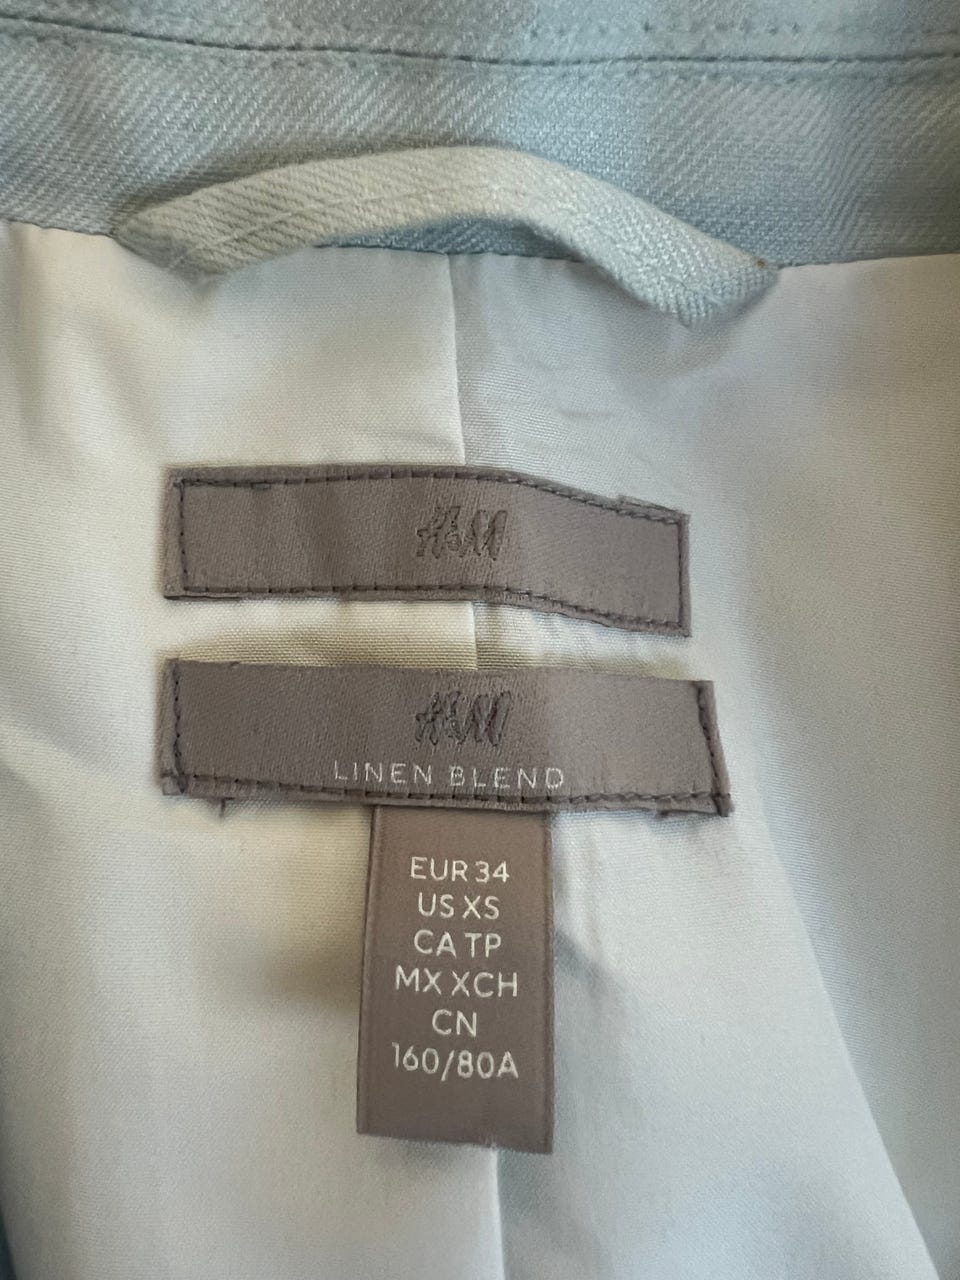 H&M
H&M
LINEN BLEND
EUR 34
US XS
CA TP
MX XCH
CN
160/80A